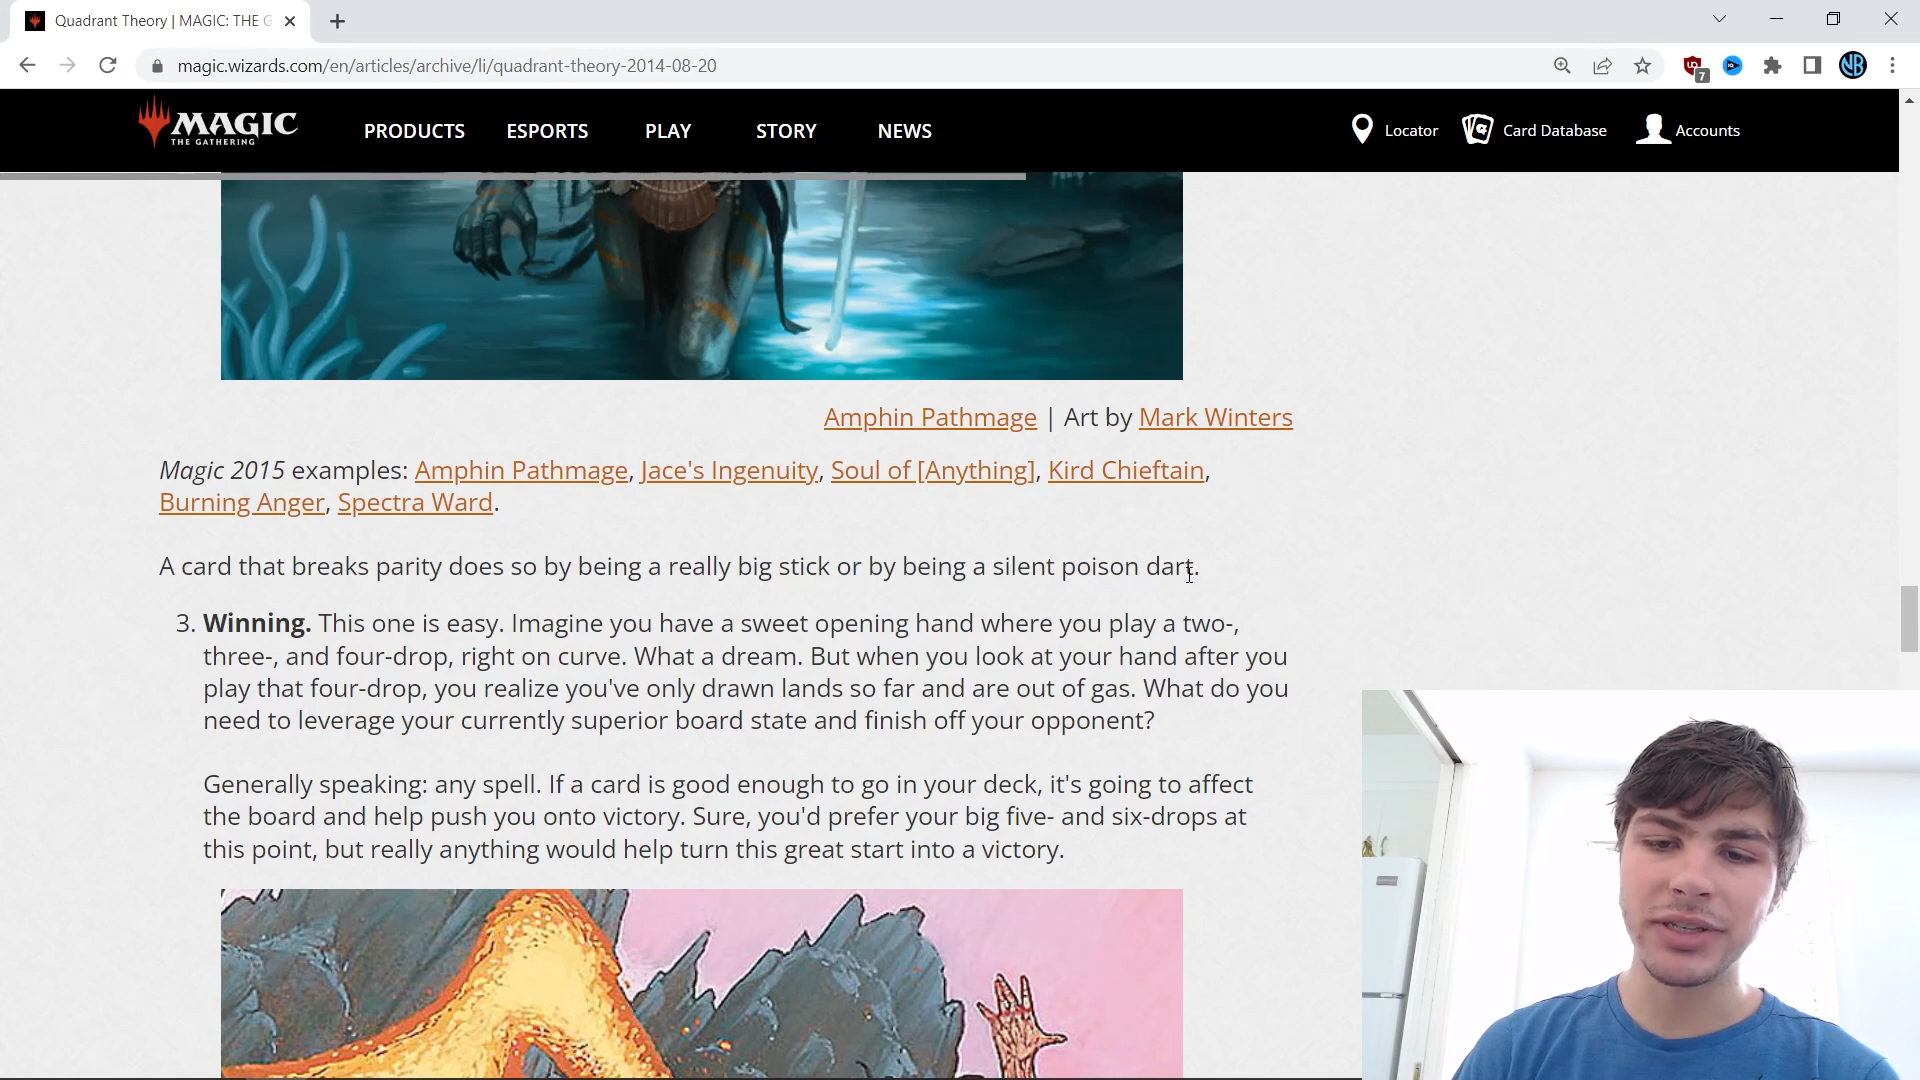 Quadrant Theory | MAGIC: THE G
magic.wizards.com/en/articles/archive/li/quadrant-theory-2014-08-20
7
NB
MAGIC
THE GATHERING
PRODUCTS ESPORTS PLAY STORY NEWS
Locator Card Database Accounts
Amphin Pathmage | Art by Mark Winters
Magic 2015 examples: Amphin Pathmage, Jace's Ingenuity, Soul of [Anything], Kird Chieftain,
Burning Anger, Spectra Ward.
A card that breaks parity does so by being a really big stick or by being a silent poison dart.
3. Winning. This one is easy. Imagine you have a sweet opening hand where you play a two-,
three-, and four-drop, right on curve. What a dream. But when you look at your hand after you
play that four-drop, you realize you've only drawn lands so far and are out of gas. What do you
need to leverage your currently superior board state and finish off your opponent?
Generally speaking: any spell. If a card is good enough to go in your deck, it's going to affect
the board and help push you onto victory. Sure, you'd prefer your big five- and six-drops at
this point, but really anything would help turn this great start into a victory.